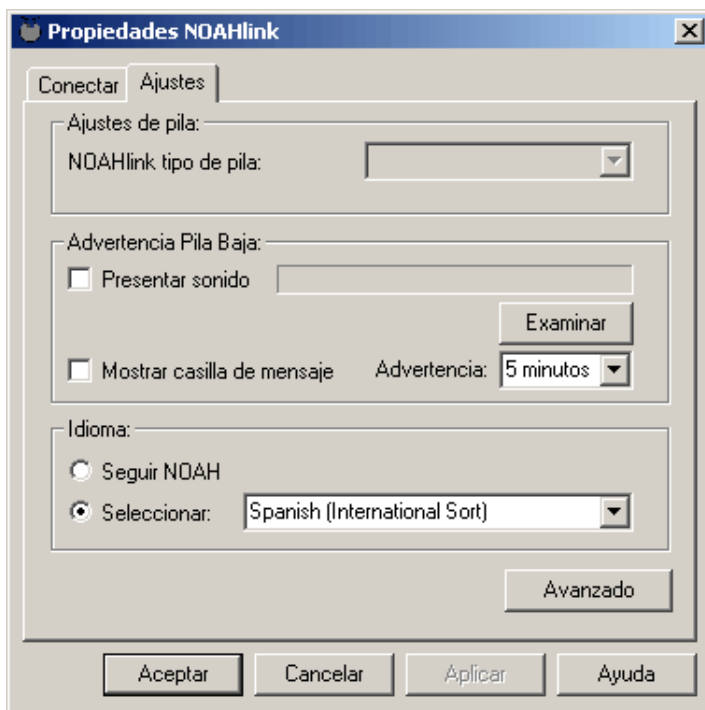 Propiedades NOAHlink
Conectar Ajustes
Ajustes de pila:
NOAHlink tipo de pila:
Advertencia Pila Baja:
Presentar sonido
Examinar
Mostrar casilla de mensaje Advertencia: 5 minutos
Idioma:
Seguir NOAH
Seleccionar: Spanish (International Sort)
Avanzado
Aceptar Cancelar Aplicar Ayuda